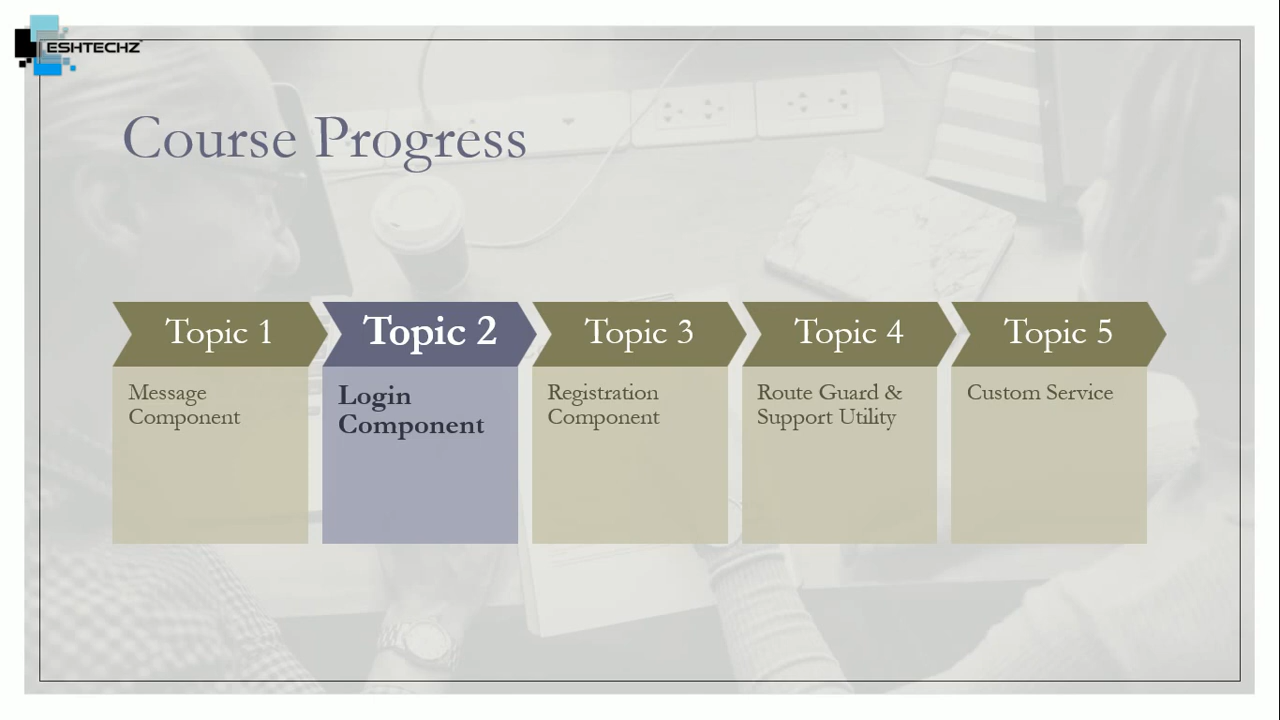 ESHTECHZ
Course Progress
Topic 1
Topic 2
Topic 3
Topic 4
Topic 5
Message
Component
Login
Component
Registration
Component
Route Guard &
Support Utility
Custom Service